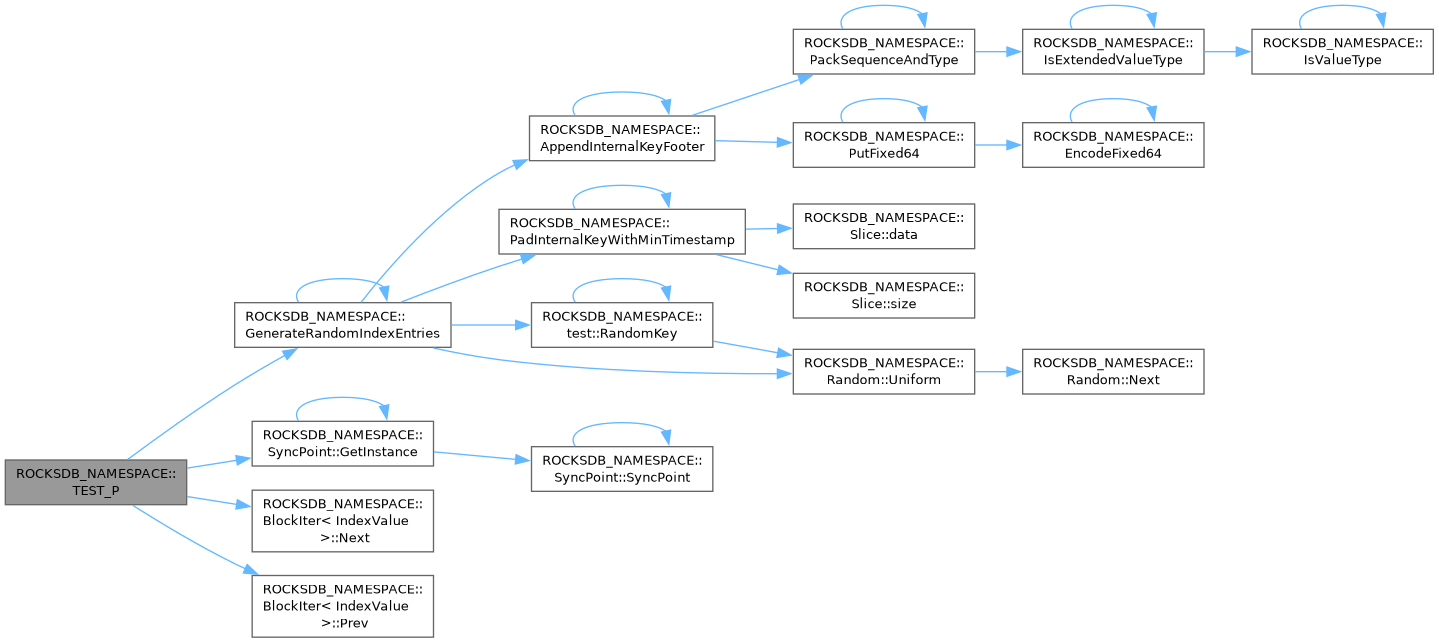 ROCKSDB_NAMESPACE::
TEST_P
ROCKSDB_NAMESPACE::
GenerateRandomIndexEntries
ROCKSDB_NAMESPACE::
SyncPoint::GetInstance
ROCKSDB_NAMESPACE::
BlockIter< IndexValue
>::Next
ROCKSDB_NAMESPACE::
BlockIter< IndexValue
>::Prev
ROCKSDB_NAMESPACE::
AppendInternalKeyFooter
ROCKSDB_NAMESPACE::
PadInternalKeyWithMinTimestamp
ROCKSDB_NAMESPACE::
test::RandomKey
ROCKSDB_NAMESPACE::
SyncPoint::SyncPoint
ROCKSDB_NAMESPACE::
PackSequenceAndType
ROCKSDB_NAMESPACE::
PutFixed64
ROCKSDB_NAMESPACE::
Slice::data
ROCKSDB_NAMESPACE::
Slice::size
ROCKSDB_NAMESPACE::
Random::Uniform
ROCKSDB_NAMESPACE::
IsExtendedValueType
ROCKSDB_NAMESPACE::
EncodeFixed64
ROCKSDB_NAMESPACE::
Random::Next
ROCKSDB_NAMESPACE::
IsValueType